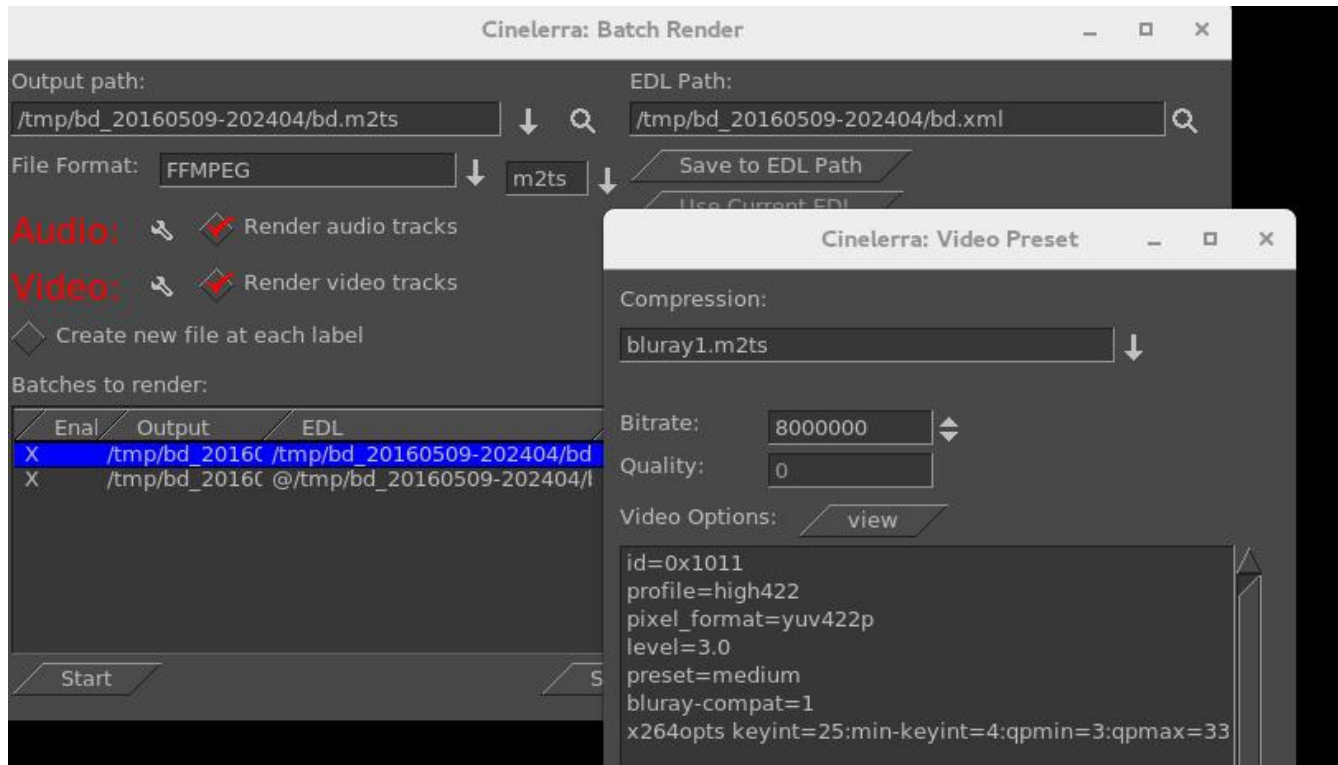 Cinelerra: Batch Render
Output path:
/tmp/bd_20160509-202404/bd.m2ts
EDL Path:
/tmp/bd_20160509-202404/bd.xml
File Format:
FFMPEG
m2ts
Save to EDL Path
Use Current EDL
Audio:
Render audio tracks
Video:
Render video tracks
Create new file at each label
Batches to render:
Enal Output EDL
X /tmp/bd_2016( /tmp/bd_20160509-202404/bd
X /tmp/bd_2016( @/tmp/bd_20160509-202404/
Start
S
Cinelerra: Video Preset
Compression:
bluray1.m2ts
Bitrate:
8000000
Quality:
0
Video Options:
view
id=0x1011
profile=high422
pixel_format=yuv422p
level=3.0
preset=medium
bluray-compat=1
x264opts keyint=25:min-keyint=4:qpmin=3:qpmax=33